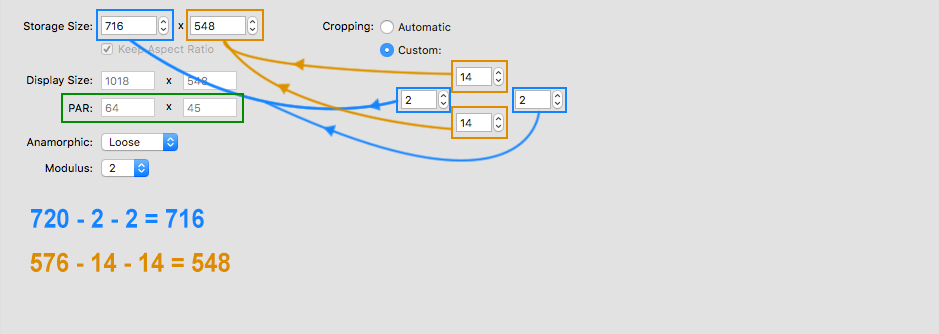 Storage Size: 716 x 548 Cropping: Automatic
Keep Aspect Ratio Custom:
14
Display Size: 1018 x 548
2 2
PAR: 64 x 45
14
Anamorphic: Loose
Modulus: 2
720 - 2 - 2 = 716
576 - 14 - 14 = 548